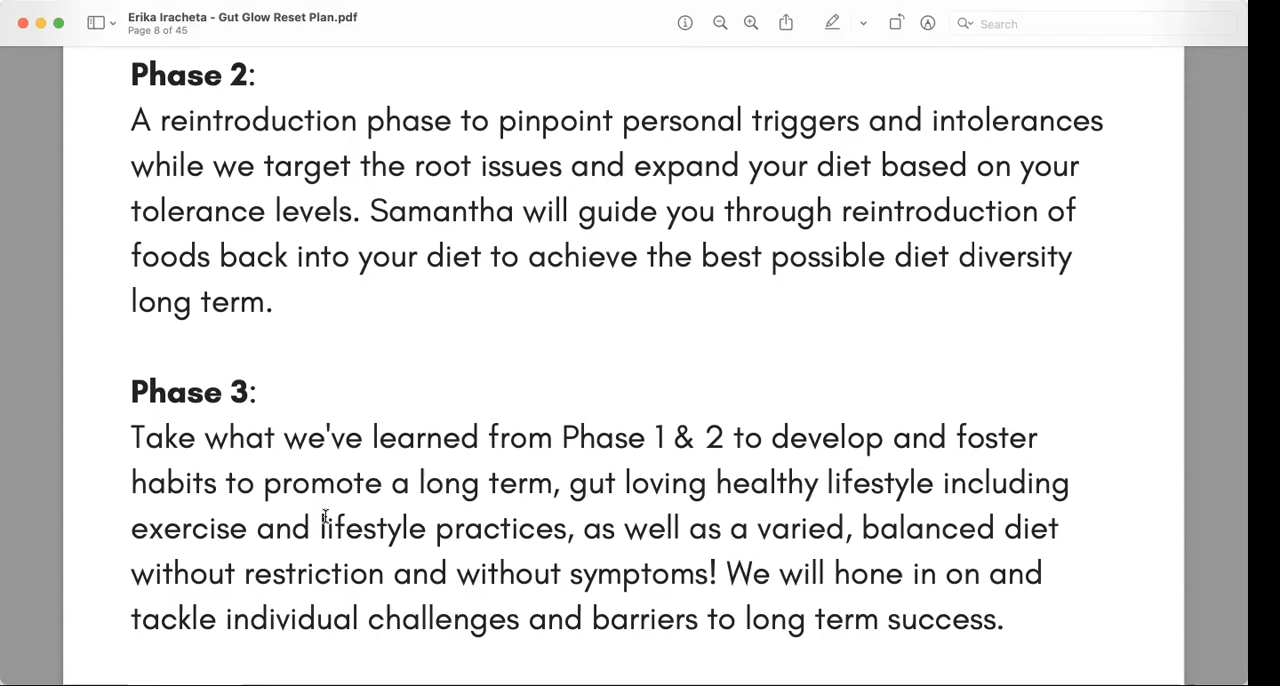 Erika Iracheta - Gut Glow Reset Plan.pdf
Page 8 of 45
Search
Phase 2:
A reintroduction phase to pinpoint personal triggers and intolerances
while we target the root issues and expand your diet based on your
tolerance levels. Samantha will guide you through reintroduction of
foods back into your diet to achieve the best possible diet diversity
long term.
Phase 3:
Take what we've learned from Phase 1 & 2 to develop and foster
habits to promote a long term, gut loving healthy lifestyle including
exercise and lifestyle practices, as well as a varied, balanced diet
without restriction and without symptoms! We will hone in on and
tackle individual challenges and barriers to long term success.